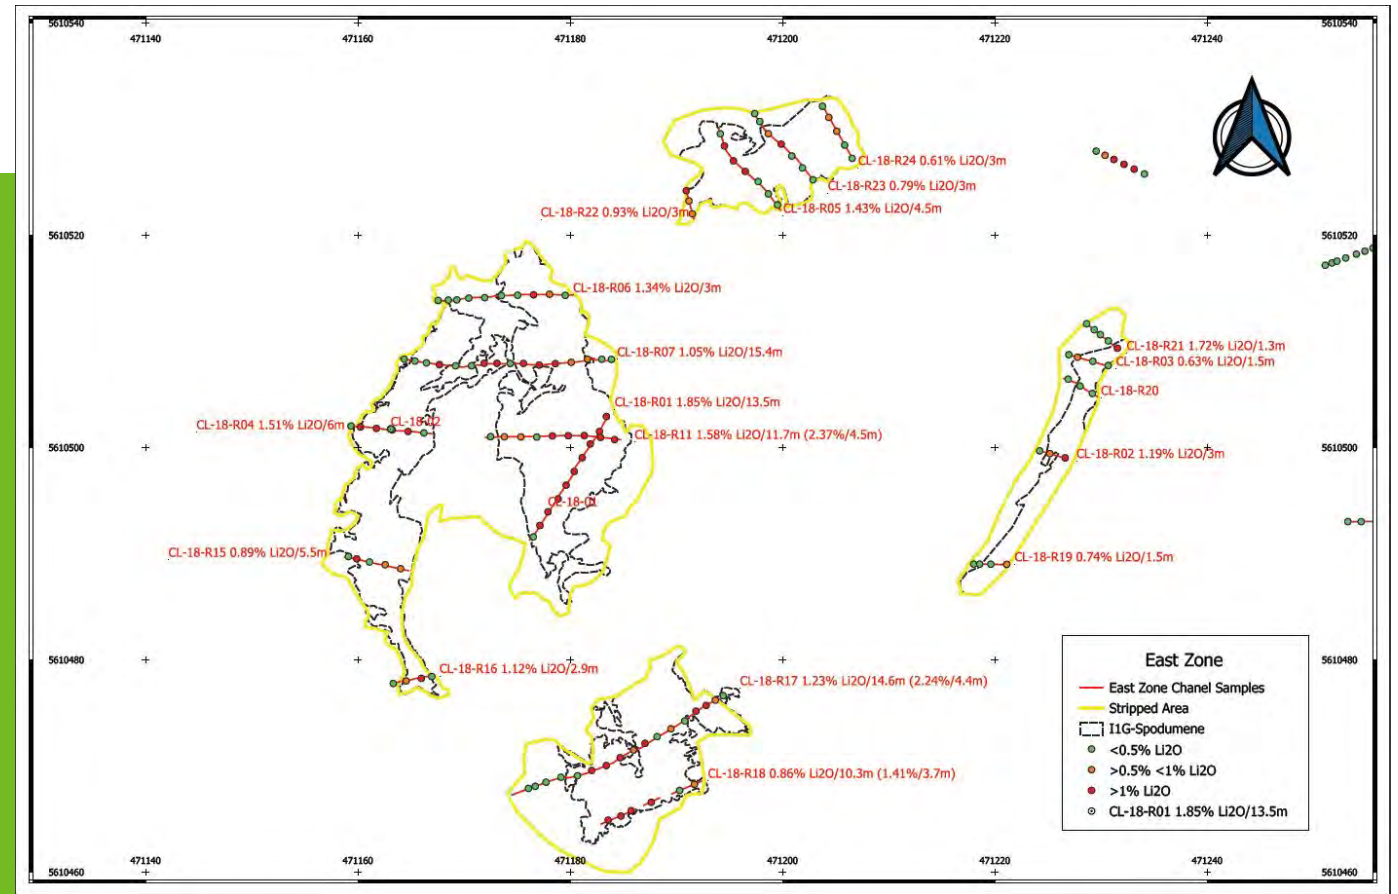 5610540
471140
471160
471180
471200
471220
471240
5610540
CL-18-R24 0.61% Li2O/3m
CL-18-R23 0.79% Li2O/3m
CL-18-R05 1.43% Li2O/4.5m
CL-18-R22 0.93% Li2O/3m
5610520
5610520
CL-18-R06 1.34% Li2O/3m
CL-18-R07 1.05% Li2O/15.4m
CL-18-R21 1.72% Li2O/1.3m
CL-18-R03 0.63% Li2O/1.5m
CL-18-R20
CL-18-R01 1.85% Li2O/13.5m
CL-18-R04 1.51% Li2O/6m
CL-18-02
CL-18-R11 1.58% Li2O/11.7m (2.37%/4.5m)
5610500
5610500
CL-18-R02 1.19% Li2O/3m
CL-18-01
CL-18-R15 0.89% Li2O/5.5m
CL-18-R19 0.74% Li2O/1.5m
5610480
5610480
CL-18-R16 1.12% Li2O/2.9m
CL-18-R17 1.23% Li2O/14.6m (2.24%/4.4m)
CL-18-R18 0.86% Li2O/10.3m (1.41%/3.7m)
East Zone
East Zone Chanel Samples
Stripped Area
I1G-Spodumene
<0.5% Li2O
>0.5% <1% Li2O
>1% Li2O
CL-18-R01 1.85% Li2O/13.5m
5610460
471140
471160
471180
471200
471220
471240
5610460